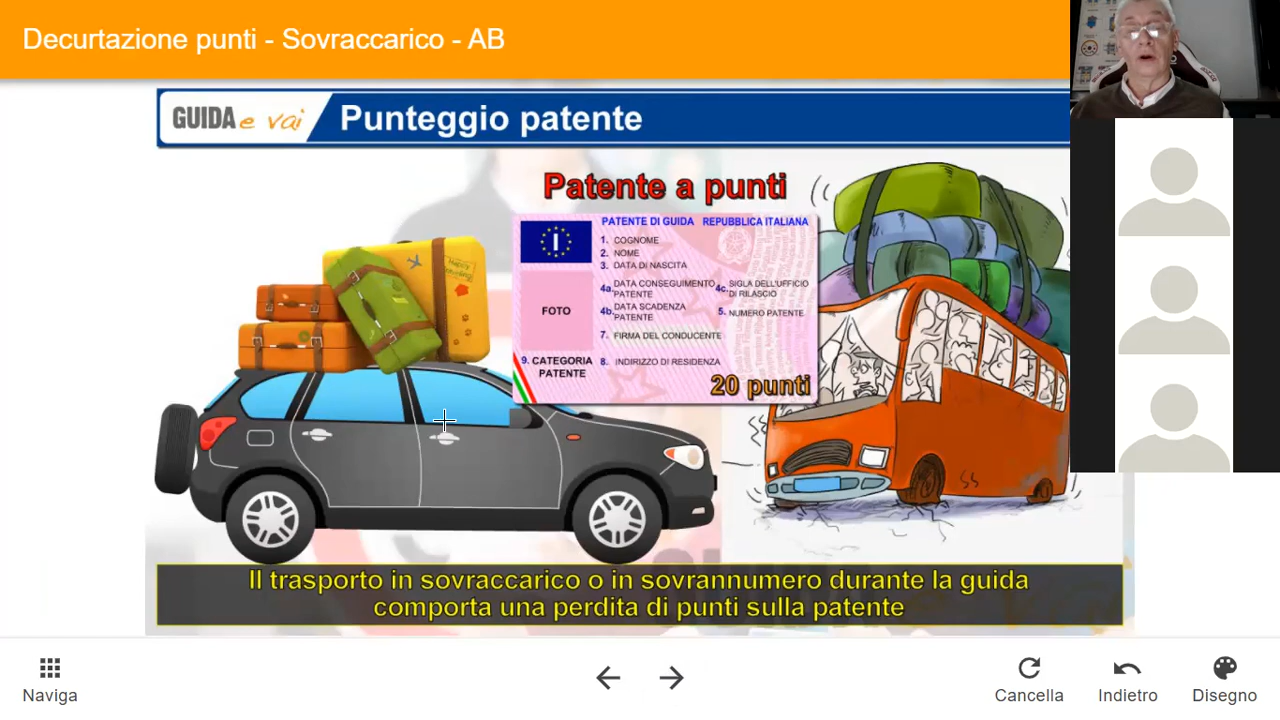 Decurtazione punti - Sovraccarico - AB
GUIDA e vai
Punteggio patente
Patente a punti
PATENTE DI GUIDA REPUBBLICA ITALIANA
I
1. COGNOME
2. NOME
3. DATA DI NASCITA
4a. DATA CONSEGUIMENTO PATENTE
4c. SIGLA DELL'UFFICIO DI RILASCIO
4b. DATA SCADENZA PATENTE
5. NUMERO PATENTE
FOTO
7. FIRMA DEL CONDUCENTE
9. CATEGORIA PATENTE
8. INDIRIZZO DI RESIDENZA
20 punti
Il trasporto in sovraccarico o in sovrannumero durante la guida
comporta una perdita di punti sulla patente
Naviga
Cancella
Indietro
Disegno